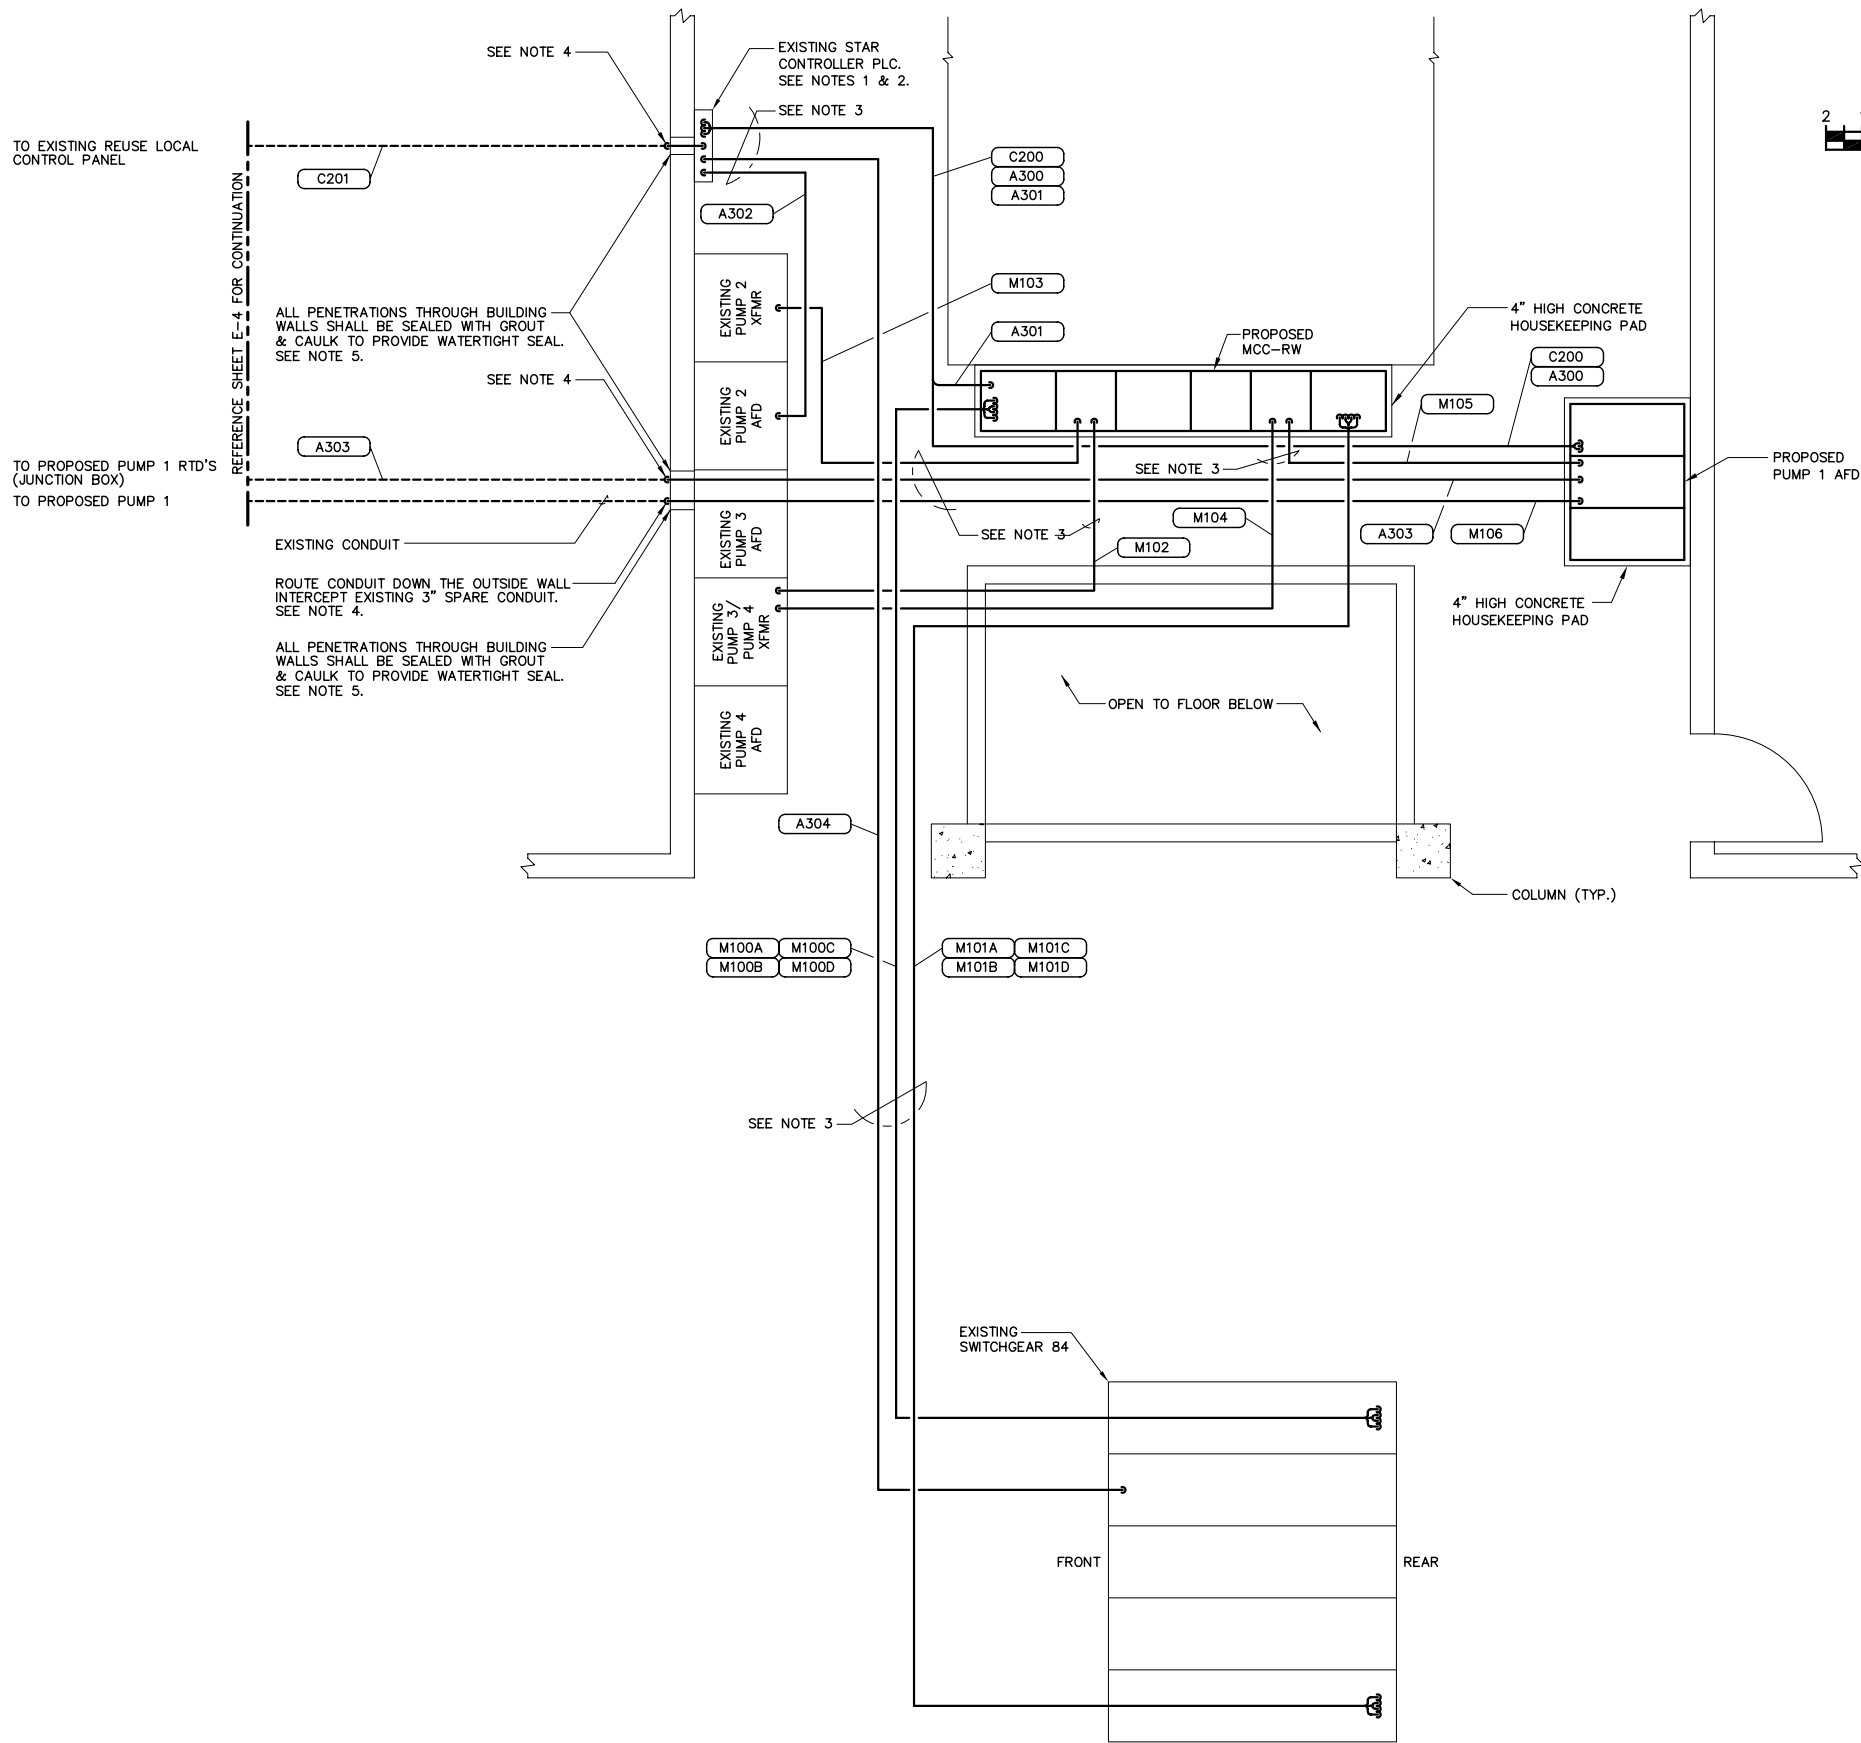 SEE NOTE 4
EXISTING STAR
CONTROLLER PLC.
SEE NOTES 1 & 2.
SEE NOTE 3
2
TO EXISTING REUSE LOCAL
CONTROL PANEL
C201
C200
A300
A301
A302
REFERENCE SHEET E-4 FOR CONTINUATION
M103
A301
EXISTING
PUMP 2
XFMR
ALL PENETRATIONS THROUGH BUILDING
WALLS SHALL BE SEALED WITH GROUT
& CAULK TO PROVIDE WATERTIGHT SEAL.
SEE NOTE 5.
SEE NOTE 4
PROPOSED
MCC-RW
4" HIGH CONCRETE
HOUSEKEEPING PAD
C200
A300
M105
EXISTING
PUMP 2
AFD
A303
TO PROPOSED PUMP 1 RTD'S
(JUNCTION BOX)
TO PROPOSED PUMP 1
SEE NOTE 3
PROPOSED
PUMP 1 AFD
EXISTING CONDUIT
EXISTING
PUMP 3
AFD
SEE NOTE 3
M104
M102
A303
M106
ROUTE CONDUIT DOWN THE OUTSIDE WALL
INTERCEPT EXISTING 3" SPARE CONDUIT.
SEE NOTE 4.
EXISTING
PUMP 3/
PUMP 4
XFMR
4" HIGH CONCRETE
HOUSEKEEPING PAD
ALL PENETRATIONS THROUGH BUILDING
WALLS SHALL BE SEALED WITH GROUT
& CAULK TO PROVIDE WATERTIGHT SEAL.
SEE NOTE 5.
EXISTING
PUMP 4
AFD
OPEN TO FLOOR BELOW
A304
COLUMN (TYP.)
M100A M100C
M100B M100D
M101A M101C
M101B M101D
SEE NOTE 3
EXISTING
SWITCHGEAR 84
FRONT
REAR